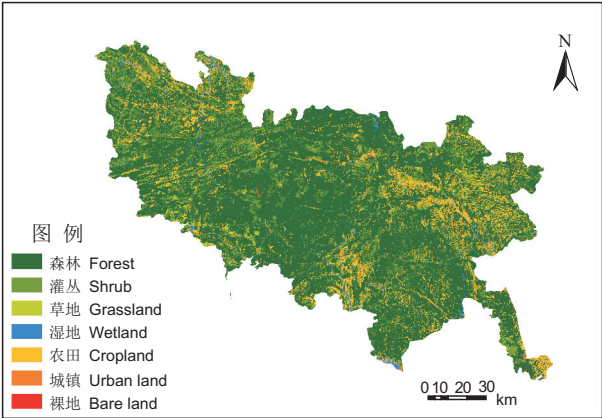 N
图 例
森林 Forest
灌丛 Shrub
草地 Grassland
湿地 Wetland
农田 Cropland
城镇 Urban land
裸地 Bare land
0 10 20 30
km